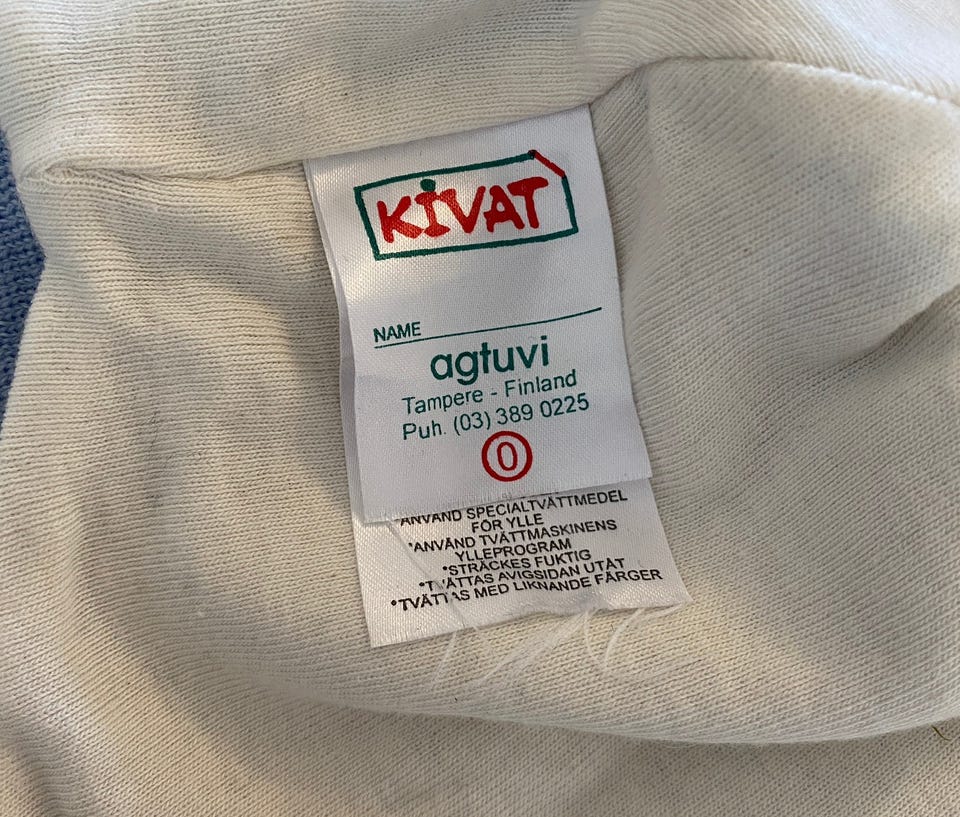 KiVAT
NAME
agtuvi
Tampere - Finland
Puh. (03) 389 0225
0
ANVÄND SPECIALTVÄTTMEDEL
FÖR YLLE
*ANVÄND TVÄTTMASKINENS
YLLEPROGRAM
*STRÄCKES FUKTIG
*TVÄTTAS AVIGSIDAN UTÅT
*TVÄTTAS MED LIKNANDE FÄRGER